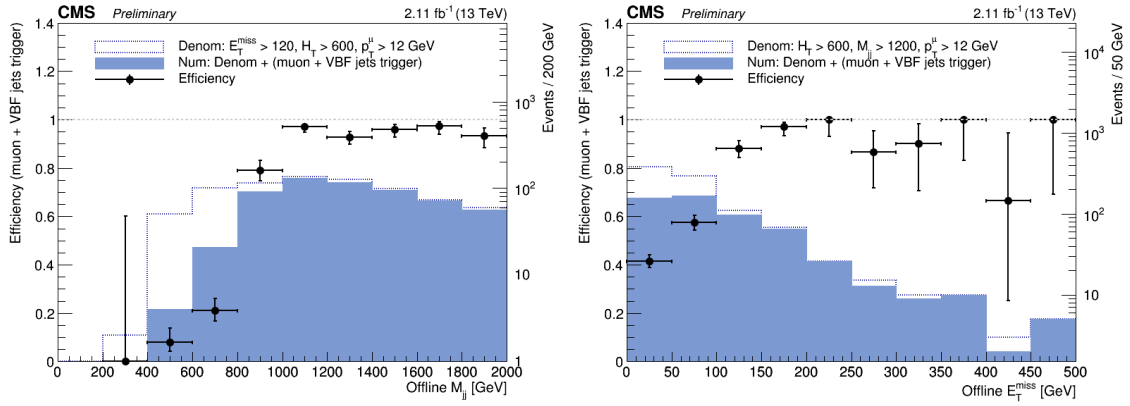 CMS Preliminary 2.11 fb⁻¹ (13 TeV)
Denom: E_T^miss > 120, H_T > 600, p_T^μ > 12 GeV
Num: Denom + (muon + VBF jets trigger)
Efficiency
Efficiency (muon + VBF jets trigger)
1.4
1.2
1
0.8
0.6
0.4
0.2
0
Events / 200 GeV
10³
10²
10
1
0 200 400 600 800 1000 1200 1400 1600 1800 2000
Offline M_jj [GeV]
CMS Preliminary 2.11 fb⁻¹ (13 TeV)
Denom: H_T > 600, M_jj > 1200, p_T^μ > 12 GeV
Num: Denom + (muon + VBF jets trigger)
Efficiency
Efficiency (muon + VBF jets trigger)
1.4
1.2
1
0.8
0.6
0.4
0.2
0
Events / 50 GeV
10⁴
10³
10²
10
0 50 100 150 200 250 300 350 400 450 500
Offline E_T^miss [GeV]